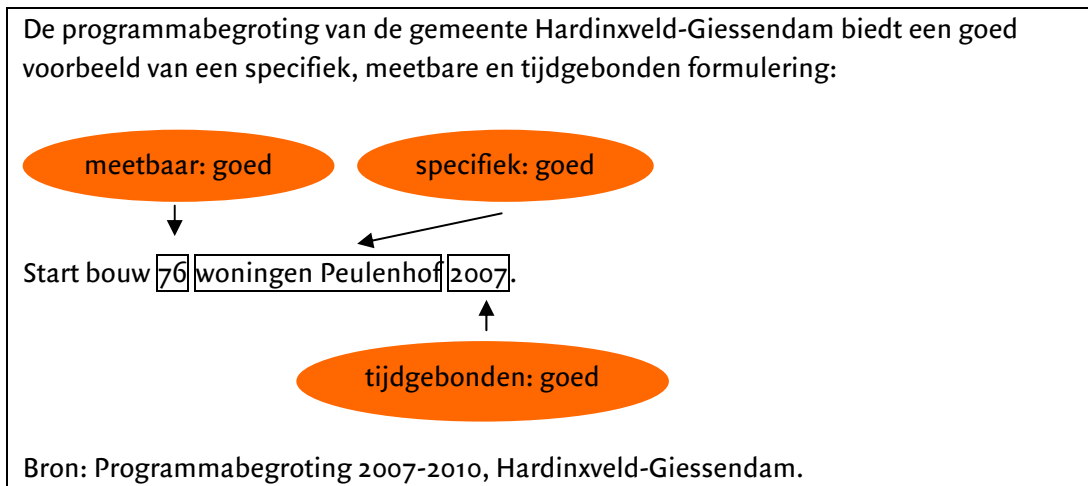 De programmabegroting van de gemeente Hardinxveld-Giessendam biedt een goed
voorbeeld van een specifiek, meetbare en tijdgebonden formulering:
meetbaar: goed
specifiek: goed
Start bouw 76 woningen Peulenhof 2007.
tijdgebonden: goed
Bron: Programmabegroting 2007-2010, Hardinxveld-Giessendam.